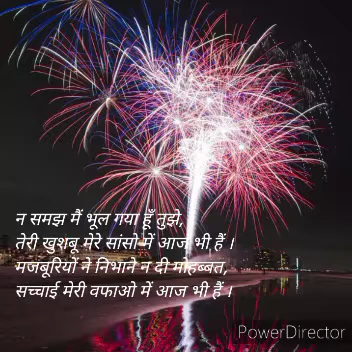 न समझ मैं भूल गया हूँ तुझे,
तेरी खुशबू मेरे सांसो में आज भी हैं ।
मजबूरियों ने निभाने न दी मोहब्बत,
सच्चाई मेरी वफाओ में आज भी हैं ।
PowerDirector